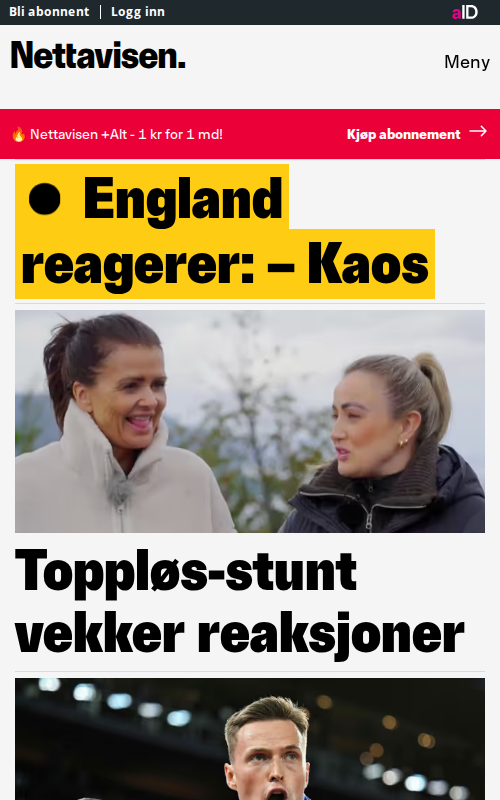 Bli abonnent | Logg inn
aID
Nettavisen.
Meny
🔥 Nettavisen +Alt - 1 kr for 1 md!
Kjøp abonnement →
● England
reagerer: – Kaos
Toppløs-stunt
vekker reaksjoner